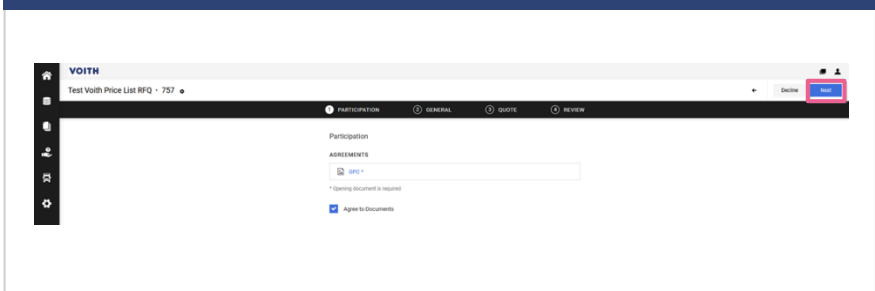 VOITH
Test Voith Price List RFQ • 757
Decline
Next
1 PARTICIPATION
2 GENERAL
3 QUOTE
4 REVIEW
Participation
AGREEMENTS
GPC *
* Opening document is required
Agree to Documents